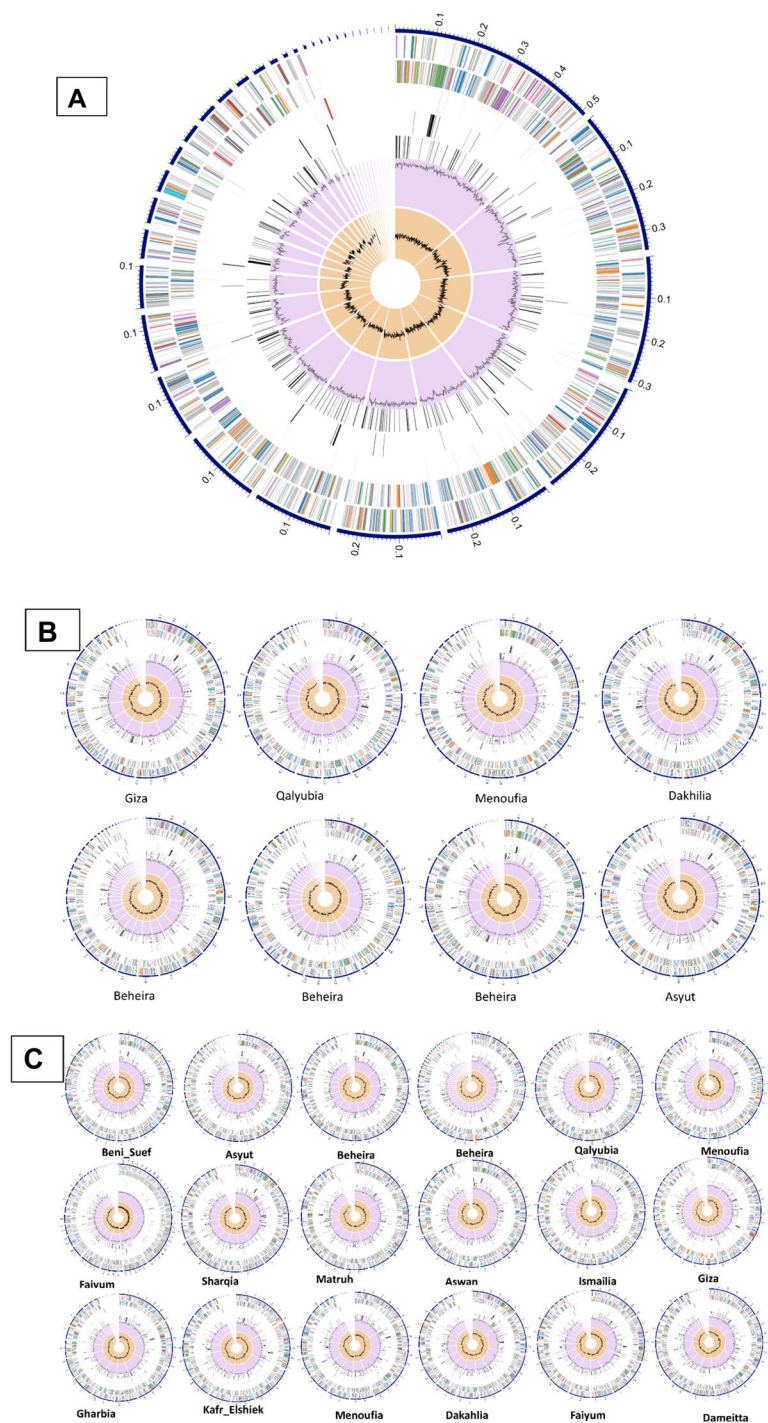 A
0.1
0.2
0.3
0.4
0.5
0.1
0.2
0.3
0.1
0.2
0.3
0.1
0.2
0.1
0.2
0.1
0.2
0.1
0.1
0.1
0.1
0.1
B
Giza
Qalyubia
Menoufia
Dakhilia
Beheira
Beheira
Beheira
Asyut
C
Beni_Suef
Asyut
Beheira
Beheira
Qalyubia
Menoufia
Faiyum
Sharqia
Matruh
Aswan
Ismailia
Giza
Gharbia
Kafr_Elshiek
Menoufia
Dakahlia
Faiyum
Dameitta